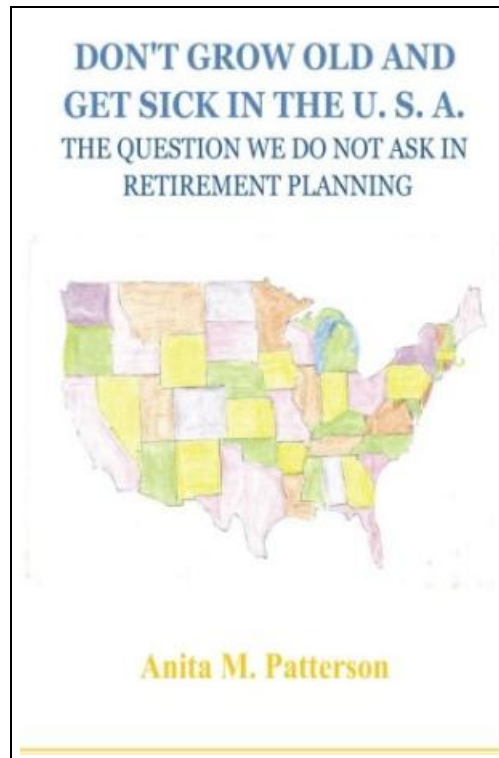 DON'T GROW OLD AND
GET SICK IN THE U. S. A.
THE QUESTION WE DO NOT ASK IN
RETIREMENT PLANNING
Anita M. Patterson